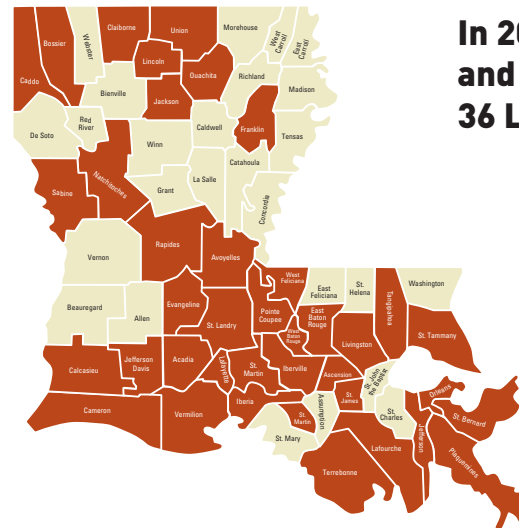 In 20
and
36 L
Claiborne
Union
Morehouse
West
Carroll
East
Carroll
Bossier
Webster
Lincoln
Ouachita
Richland
Madison
Caddo
Bienville
Jackson
Franklin
Red
River
Caldwell
Tensas
De Soto
Winn
Catahoula
Natchitoches
La Salle
Sabine
Grant
Concordia
Rapides
Vernon
Avoyelles
West
Feliciana
East
Feliciana
St.
Helena
Tangipahoa
Washington
Beauregard
Allen
Evangeline
St. Landry
Pointe
Coupee
East
Baton
Rouge
West
Baton
Rouge
Livingston
St. Tammany
Calcasieu
Jefferson
Davis
Acadia
Lafayette
St.
Martin
Iberville
Ascension
St. John
the Baptist
Orleans
Cameron
Vermilion
Iberia
St.
Martin
Assumption
St.
James
St.
Charles
Jefferson
St. Bernard
St. Mary
Lafourche
Plaquemines
Terrebonne